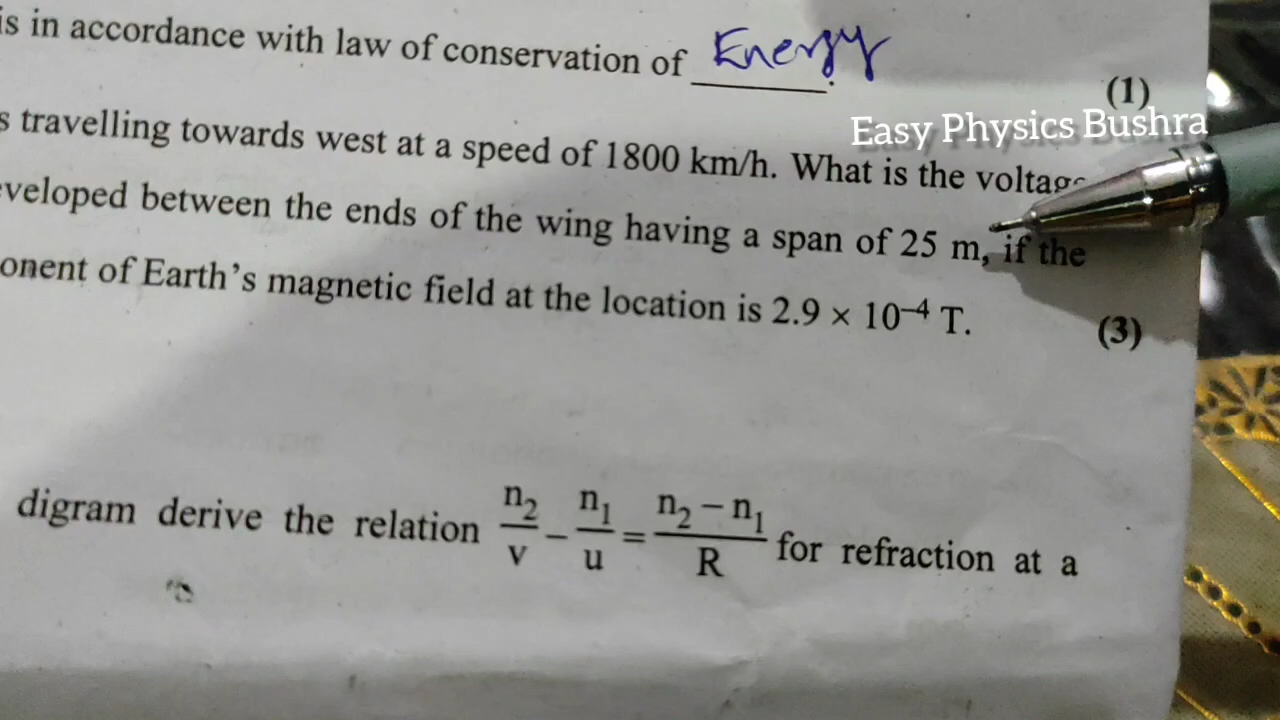 is in accordance with law of conservation of Energy.
(1)
Easy Physics Bushra
s travelling towards west at a speed of 1800 km/h. What is the
veloped between the ends of the wing having a span of 25 m, if the
onent of Earth's magnetic field at the location is 2.9 × 10⁻⁴ T.
(3)
digram derive the relation n₂/v − n₁/u = n₂ − n₁/R for refraction at a